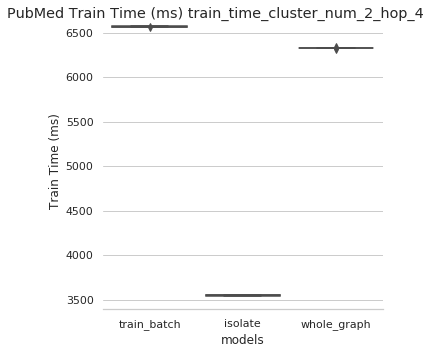 PubMed Train Time (ms) train_time_cluster_num_2_hop_4
6500
6000
5500
5000
4500
4000
3500
Train Time (ms)
train_batch
isolate
whole_graph
models